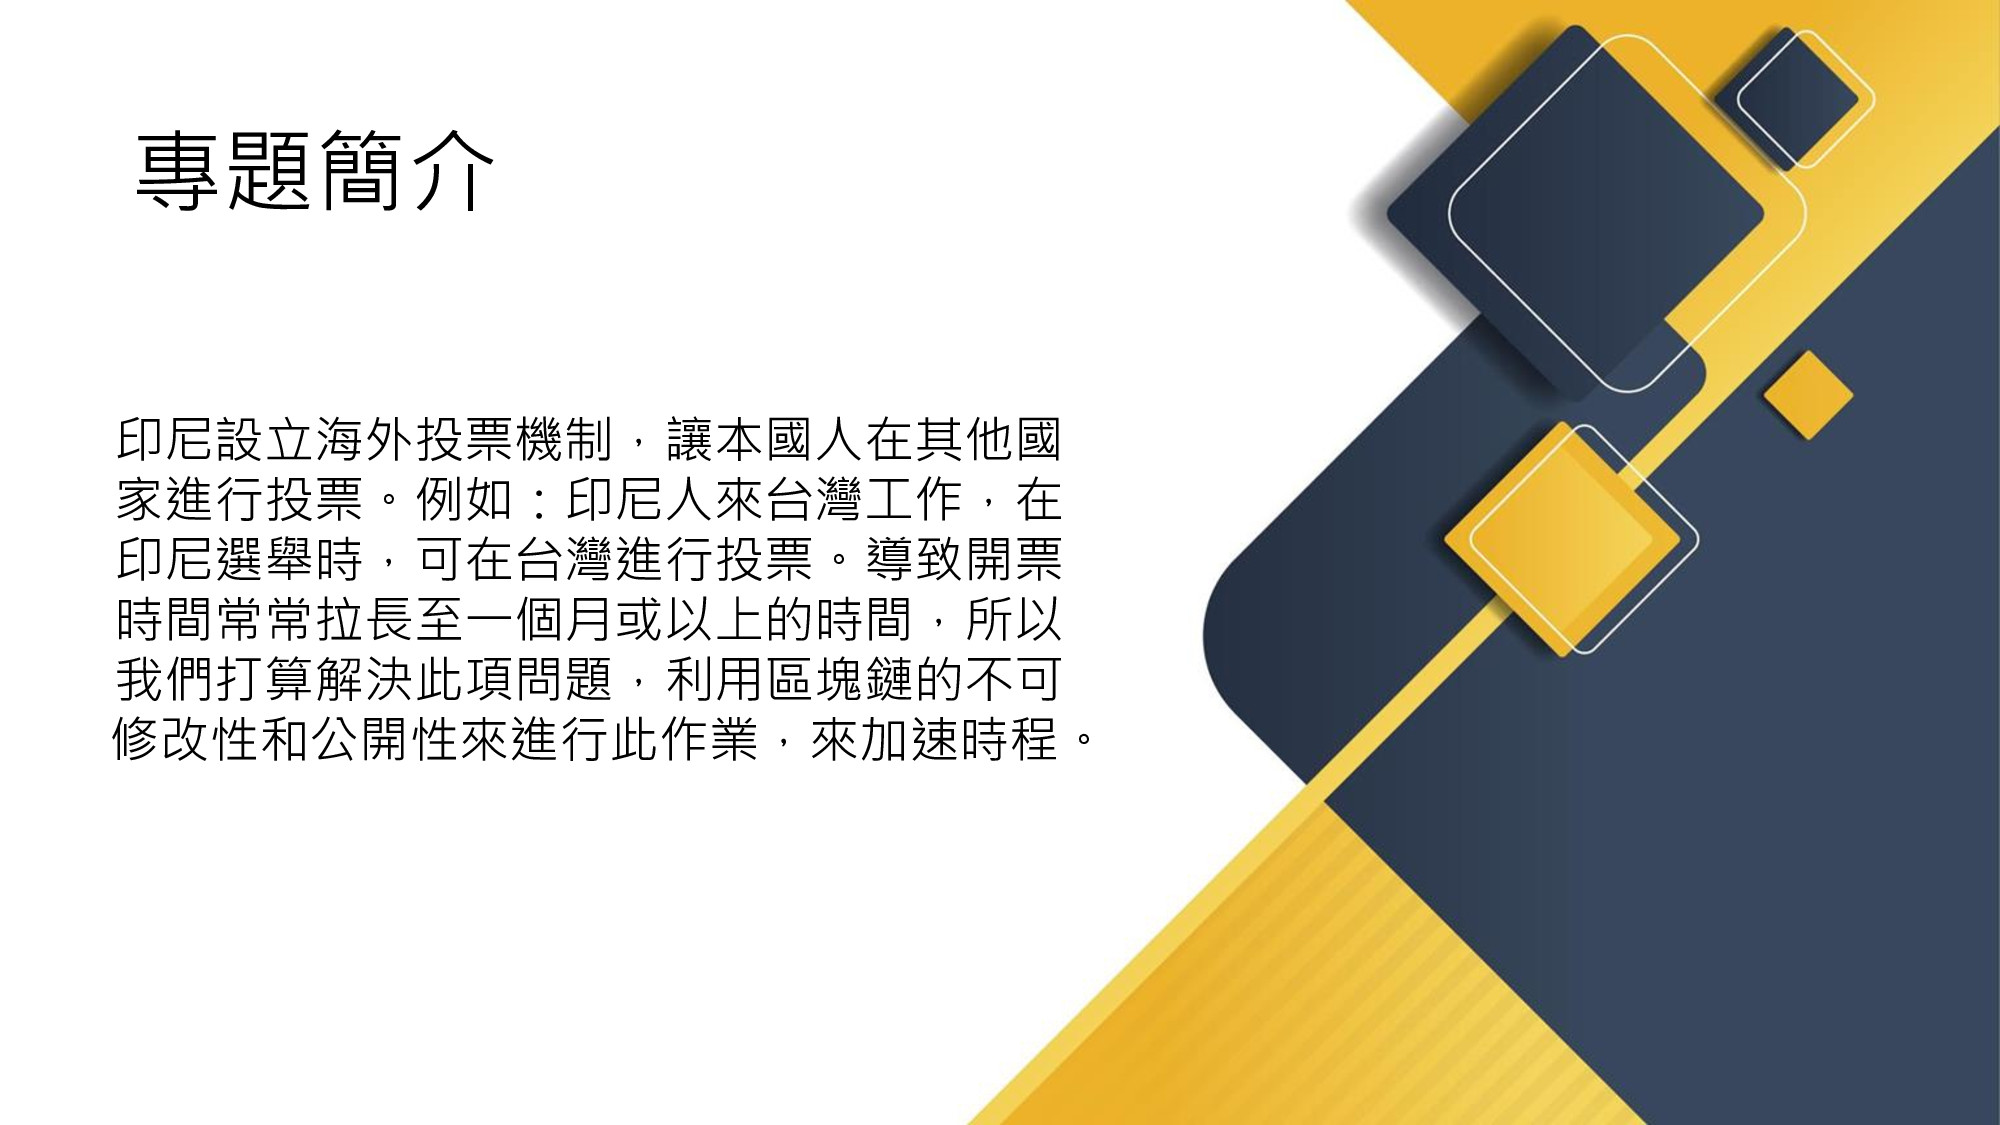 專題簡介
印尼設立海外投票機制，讓本國人在其他國
家進行投票。例如：印尼人來台灣工作，在
印尼選舉時，可在台灣進行投票。導致開票
時間常常拉長至一個月或以上的時間，所以
我們打算解決此項問題，利用區塊鏈的不可
修改性和公開性來進行此作業，來加速時程。